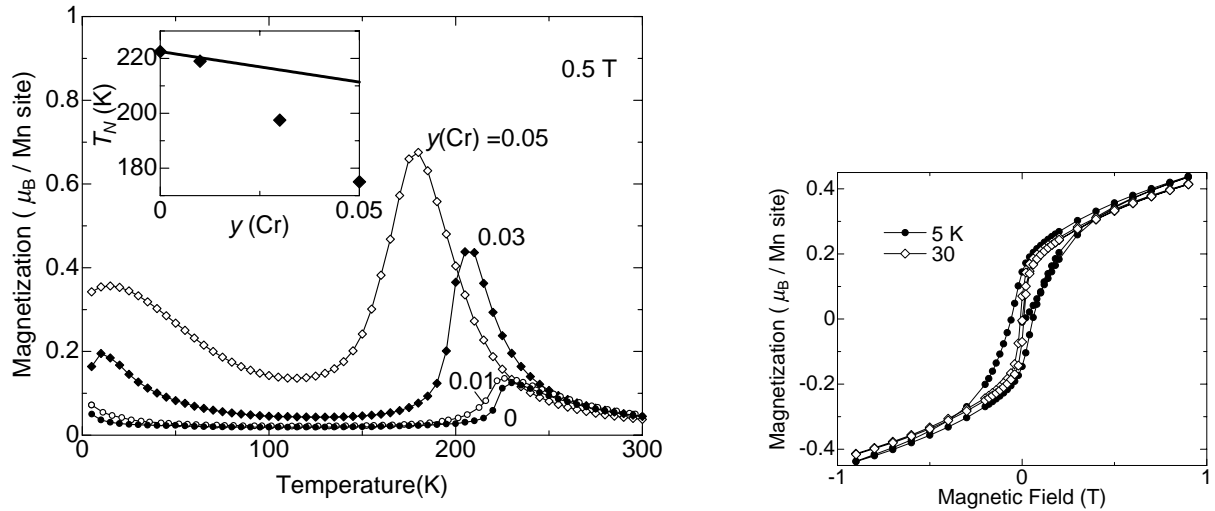 Magnetization ( μB / Mn site)
1
0.8
0.6
0.4
0.2
0
0 50 100 150 200 250 300
Temperature(K)
0.5 T
y(Cr) =0.05
0.03
0.01
0
TN (K)
220
200
180
0 0.05
y (Cr)
Magnetization ( μB / Mn site)
0.4
0.2
0
-0.2
-0.4
-1 0 1
Magnetic Field (T)
5 K
30